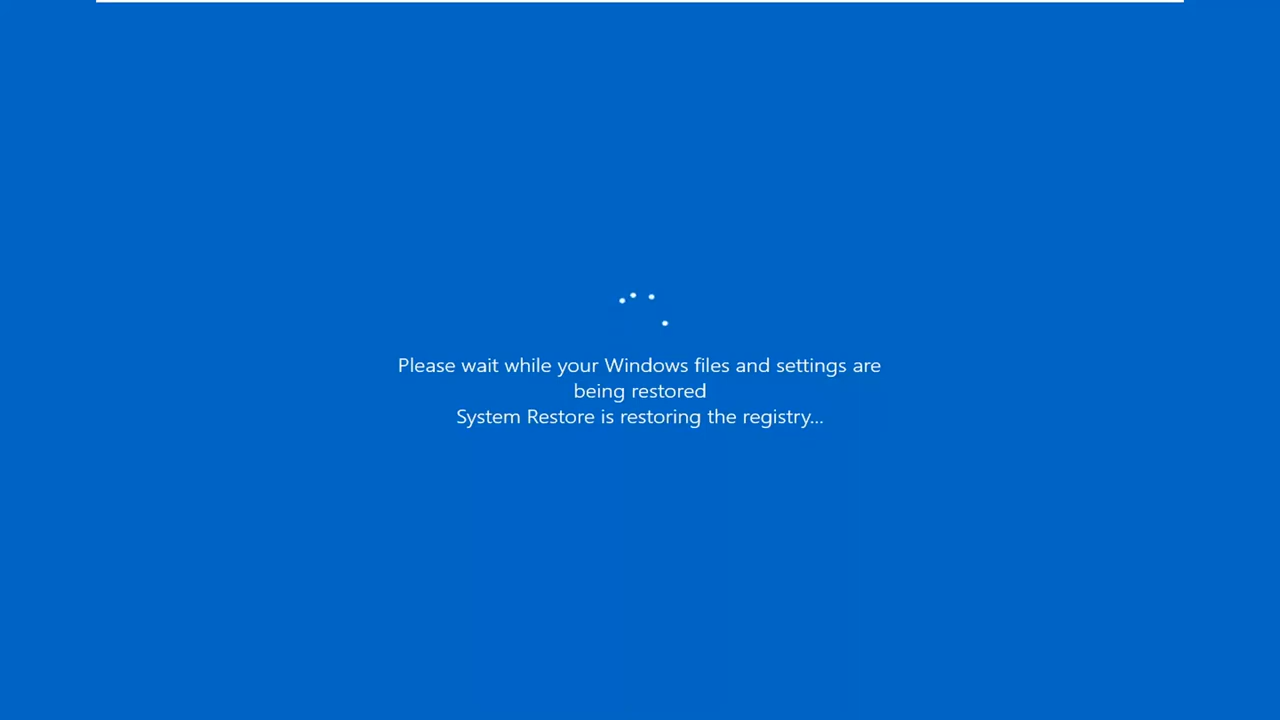 Please wait while your Windows files and settings are
being restored
System Restore is restoring the registry...